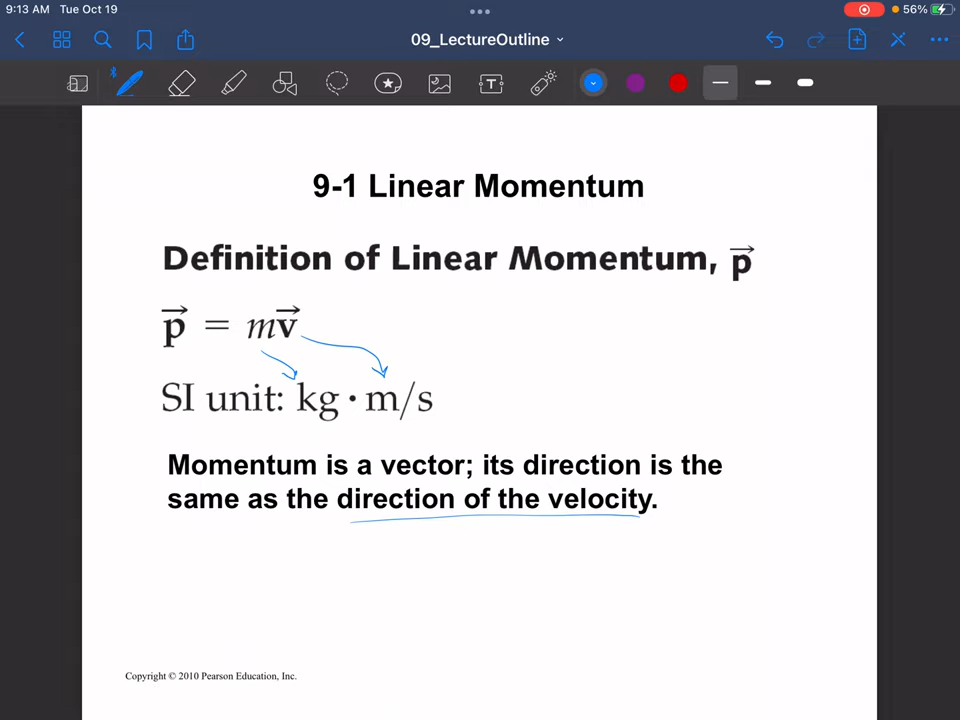 9:13 AM Tue Oct 19
56%
09_LectureOutline
T
9-1 Linear Momentum
Definition of Linear Momentum, p⃗
p⃗ = mv⃗
SI unit: kg · m/s
Momentum is a vector; its direction is the
same as the direction of the velocity.
Copyright © 2010 Pearson Education, Inc.